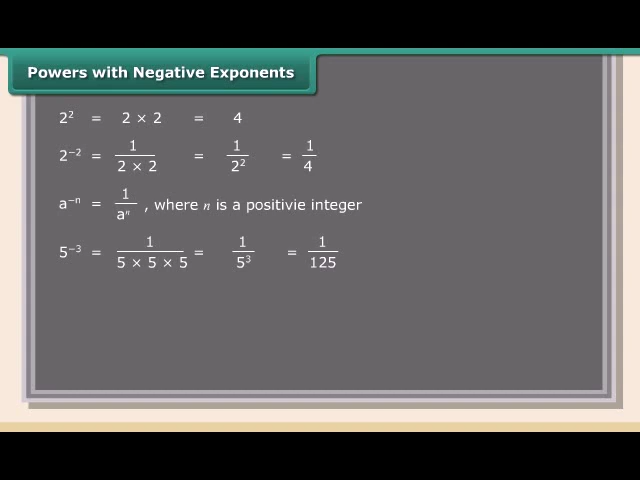 Powers with Negative Exponents
2² = 2 × 2 = 4
2⁻² = 1/(2 × 2) = 1/2² = 1/4
a⁻ⁿ = 1/aⁿ , where n is a positivie integer
5⁻³ = 1/(5 × 5 × 5) = 1/5³ = 1/125